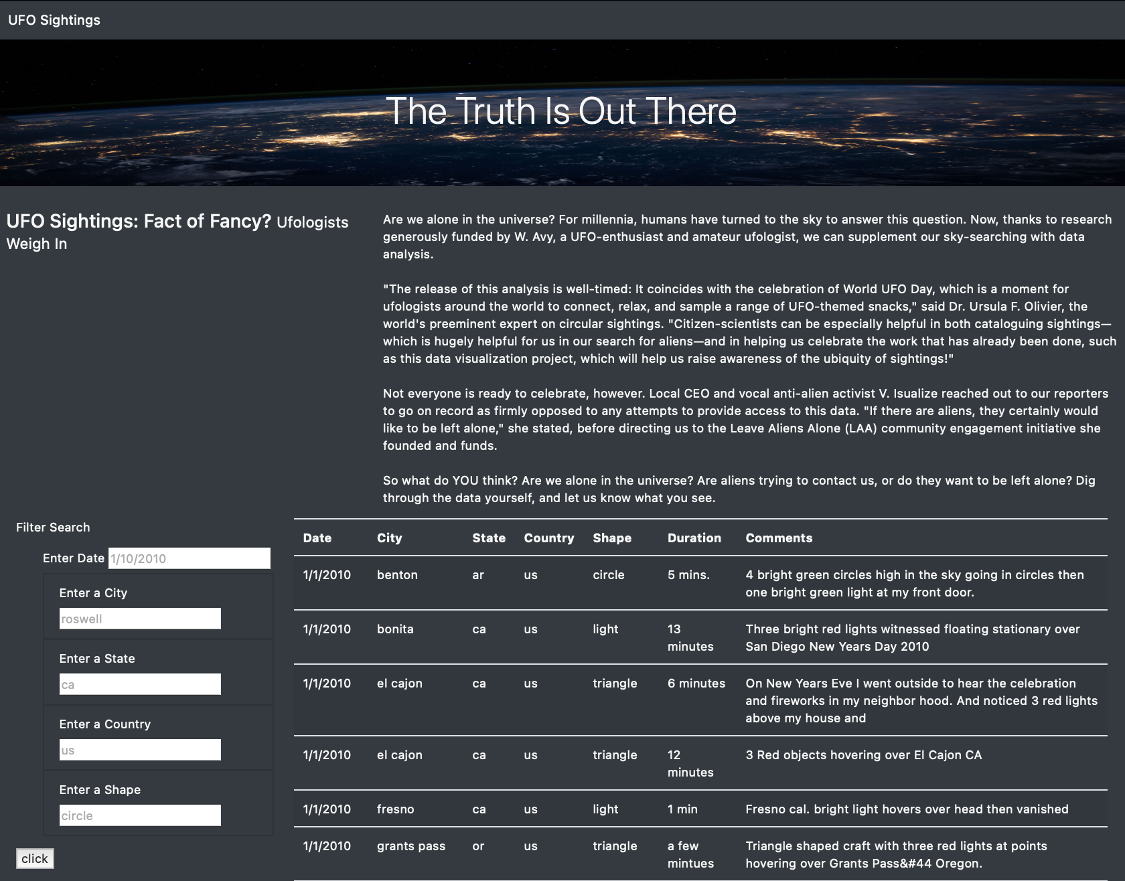 UFO Sightings
The Truth Is Out There
UFO Sightings: Fact of Fancy? Ufologists
Weigh In
Are we alone in the universe? For millennia, humans have turned to the sky to answer this question. Now, thanks to research
generously funded by W. Avy, a UFO-enthusiast and amateur ufologist, we can supplement our sky-searching with data
analysis.
"The release of this analysis is well-timed: It coincides with the celebration of World UFO Day, which is a moment for
ufologists around the world to connect, relax, and sample a range of UFO-themed snacks," said Dr. Ursula F. Olivier, the
world's preeminent expert on circular sightings. "Citizen-scientists can be especially helpful in both cataloguing sightings—
which is hugely helpful for us in our search for aliens—and in helping us celebrate the work that has already been done, such
as this data visualization project, which will help us raise awareness of the ubiquity of sightings!"
Not everyone is ready to celebrate, however. Local CEO and vocal anti-alien activist V. Isualize reached out to our reporters
to go on record as firmly opposed to any attempts to provide access to this data. "If there are aliens, they certainly would
like to be left alone," she stated, before directing us to the Leave Aliens Alone (LAA) community engagement initiative she
founded and funds.
So what do YOU think? Are we alone in the universe? Are aliens trying to contact us, or do they want to be left alone? Dig
through the data yourself, and let us know what you see.
Filter Search
Enter Date 1/10/2010
Enter a City
roswell
Enter a State
ca
Enter a Country
us
Enter a Shape
circle
click
Date City State Country Shape Duration Comments
1/1/2010 benton ar us circle 5 mins. 4 bright green circles high in the sky going in circles then
one bright green light at my front door.
1/1/2010 bonita ca us light 13 Three bright red lights witnessed floating stationary over
minutes San Diego New Years Day 2010
1/1/2010 el cajon ca us triangle 6 minutes On New Years Eve I went outside to hear the celebration
and fireworks in my neighbor hood. And noticed 3 red lights
above my house and
1/1/2010 el cajon ca us triangle 12 3 Red objects hovering over El Cajon CA
minutes
1/1/2010 fresno ca us light 1 min Fresno cal. bright light hovers over head then vanished
1/1/2010 grants pass or us triangle a few Triangle shaped craft with three red lights at points
mintues hovering over Grants Pass&#44 Oregon.